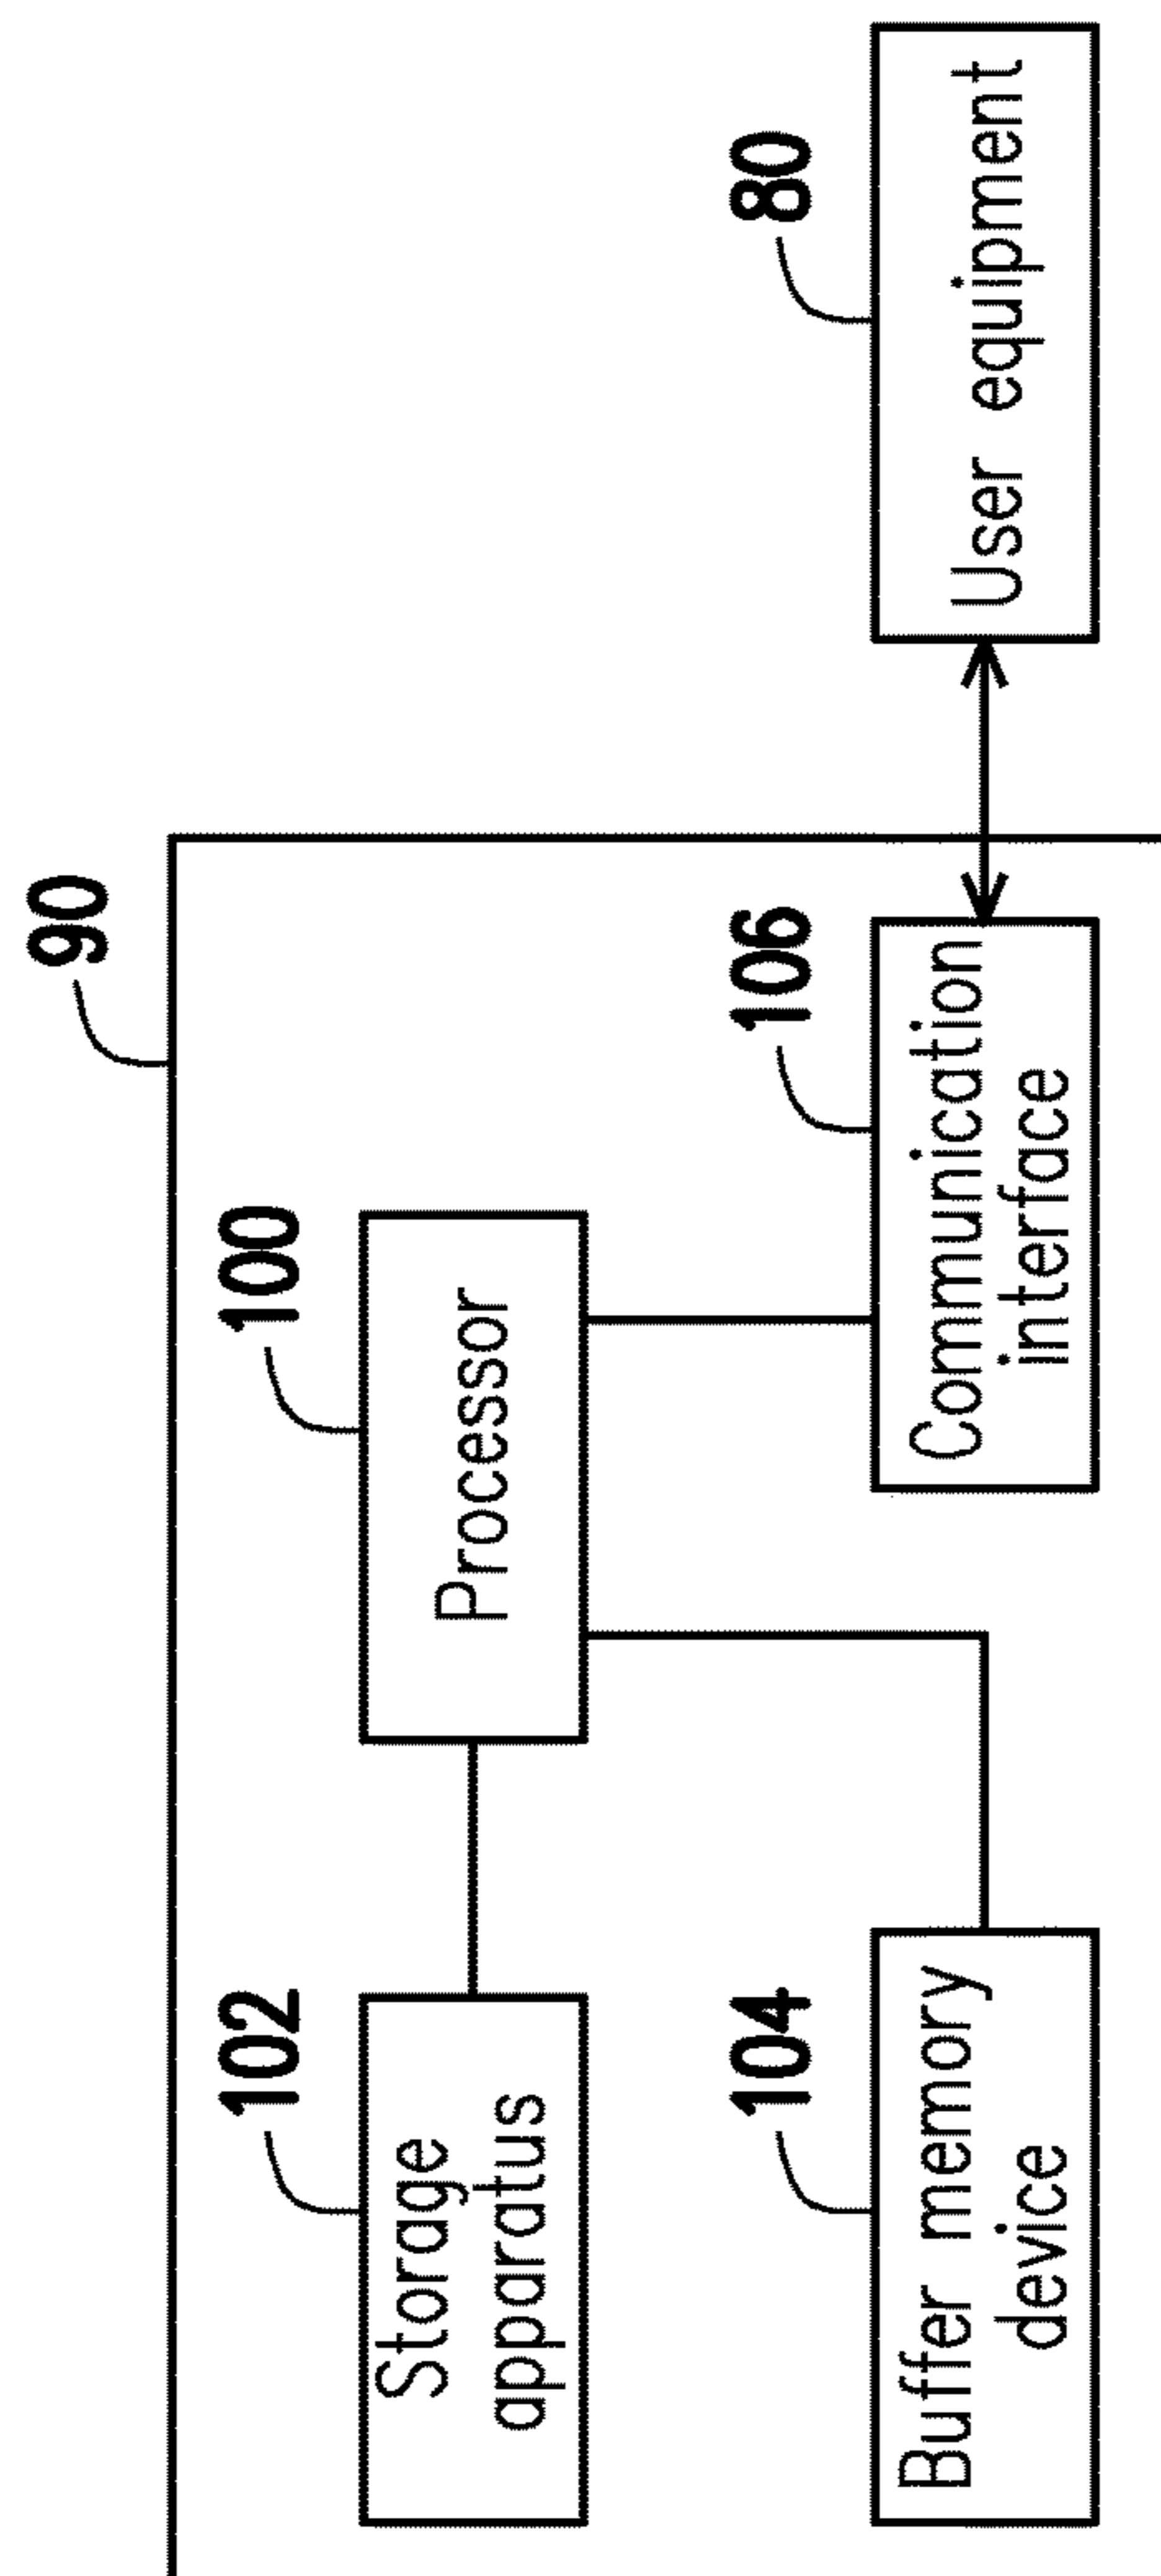 90
102
Storage
apparatus
100
Processor
104
Buffer memory
device
106
Communication
interface
80
User equipment